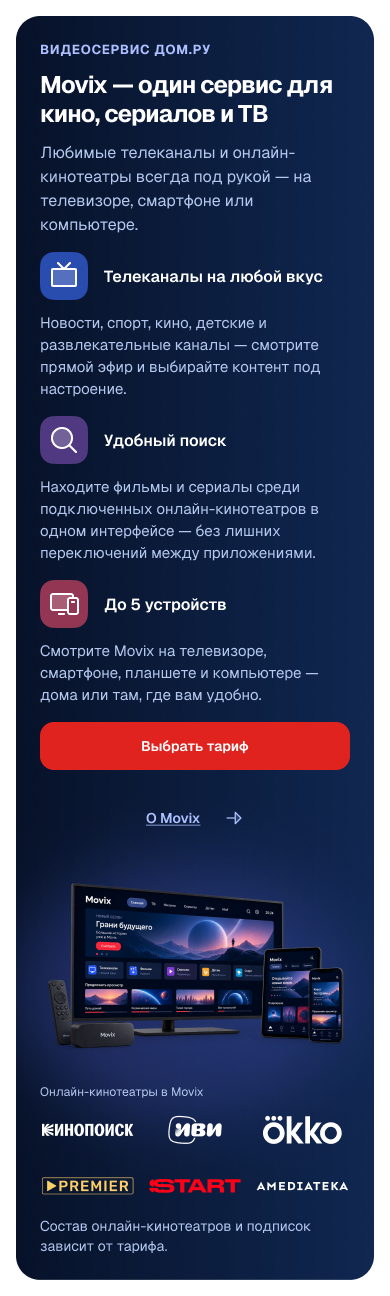 ВИДЕОСЕРВИС ДОМ.РУ
Movix — один сервис для
кино, сериалов и ТВ
Любимые телеканалы и онлайн-
кинотеатры всегда под рукой — на
телевизоре, смартфоне или
компьютере.
Телеканалы на любой вкус
Новости, спорт, кино, детские и
развлекательные каналы — смотрите
прямой эфир и выбирайте контент под
настроение.
Удобный поиск
Находите фильмы и сериалы среди
подключенных онлайн-кинотеатров в
одном интерфейсе — без лишних
переключений между приложениями.
До 5 устройств
Смотрите Movix на телевизоре,
смартфоне, планшете и компьютере —
дома или там, где вам удобно.
Выбрать тариф
О Movix
Movix
Грани будущего
Movix
Онлайн-кинотеатры в Movix
КИНОПОИСК
иви
ökko
PREMIER
START
AMEDIATEKA
Состав онлайн-кинотеатров и подписок
зависит от тарифа.